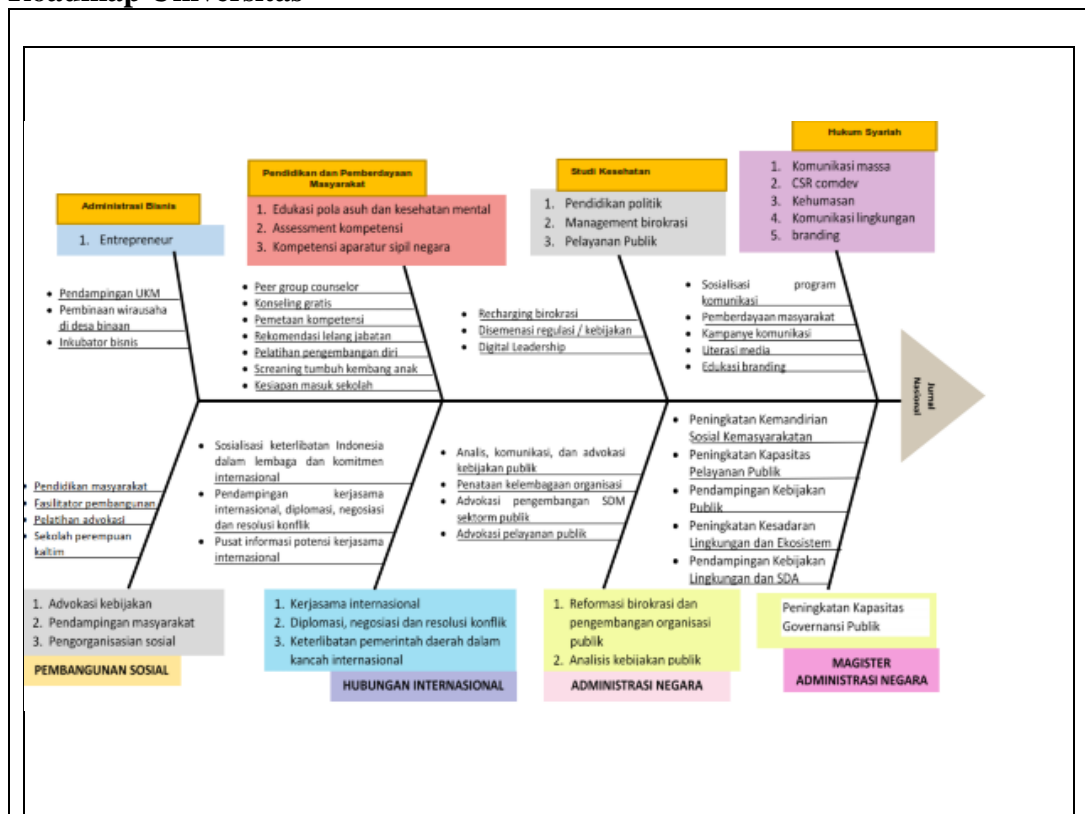 Roadmap Universitas
Hukum Syariah
1. Komunikasi massa
2. CSR comdev
3. Kehumasan
4. Komunikasi lingkungan
5. branding
Pendidikan dan Pemberdayaan
Masyarakat
1. Edukasi pola asuh dan kesehatan mental
2. Assessment kompetensi
3. Kompetensi aparatur sipil negara
Studi Kesehatan
1. Pendidikan politik
2. Management birokrasi
3. Pelayanan Publik
Administrasi Bisnis
1. Entrepreneur
• Pendampingan UKM
• Pembinaan wirausaha
di desa binaan
• Inkubator bisnis
• Peer group counselor
• Konseling gratis
• Pemetaan kompetensi
• Rekomendasi lelang jabatan
• Pelatihan pengembangan diri
• Screaning tumbuh kembang anak
• Kesiapan masuk sekolah
• Recharging birokrasi
• Disemenasi regulasi / kebijakan
• Digital Leadership
• Sosialisasi program
komunikasi
• Pemberdayaan masyarakat
• Kampanye komunikasi
• Literasi media
• Edukasi branding
Jurnal
Nasional
• Pendidikan masyarakat
• Fasilitator pembangunan
• Pelatihan advokasi
• Sekolah perempuan
kaltim
• Sosialisasi keterlibatan Indonesia
dalam lembaga dan komitmen
internasional
• Pendampingan kerjasama
internasional, diplomasi, negosiasi
dan resolusi konflik
• Pusat informasi potensi kerjasama
internasional
• Analis, komunikasi, dan advokasi
kebijakan publik
• Penataan kelembagaan organisasi
• Advokasi pengembangan SDM
sektorm publik
• Advokasi pelayanan publik
• Peningkatan Kemandirian
Sosial Kemasyarakatan
• Peningkatan Kapasitas
Pelayanan Publik
• Pendampingan Kebijakan
Publik
• Peningkatan Kesadaran
Lingkungan dan Ekosistem
• Pendampingan Kebijakan
Lingkungan dan SDA
1. Advokasi kebijakan
2. Pendampingan masyarakat
3. Pengorganisasian sosial
PEMBANGUNAN SOSIAL
1. Kerjasama internasional
2. Diplomasi, negosiasi dan resolusi konflik
3. Keterlibatan pemerintah daerah dalam
kancah internasional
HUBUNGAN INTERNASIONAL
1. Reformasi birokrasi dan
pengembangan organisasi
publik
2. Analisis kebijakan publik
ADMINISTRASI NEGARA
Peningkatan Kapasitas
Governansi Publik
MAGISTER
ADMINISTRASI NEGARA